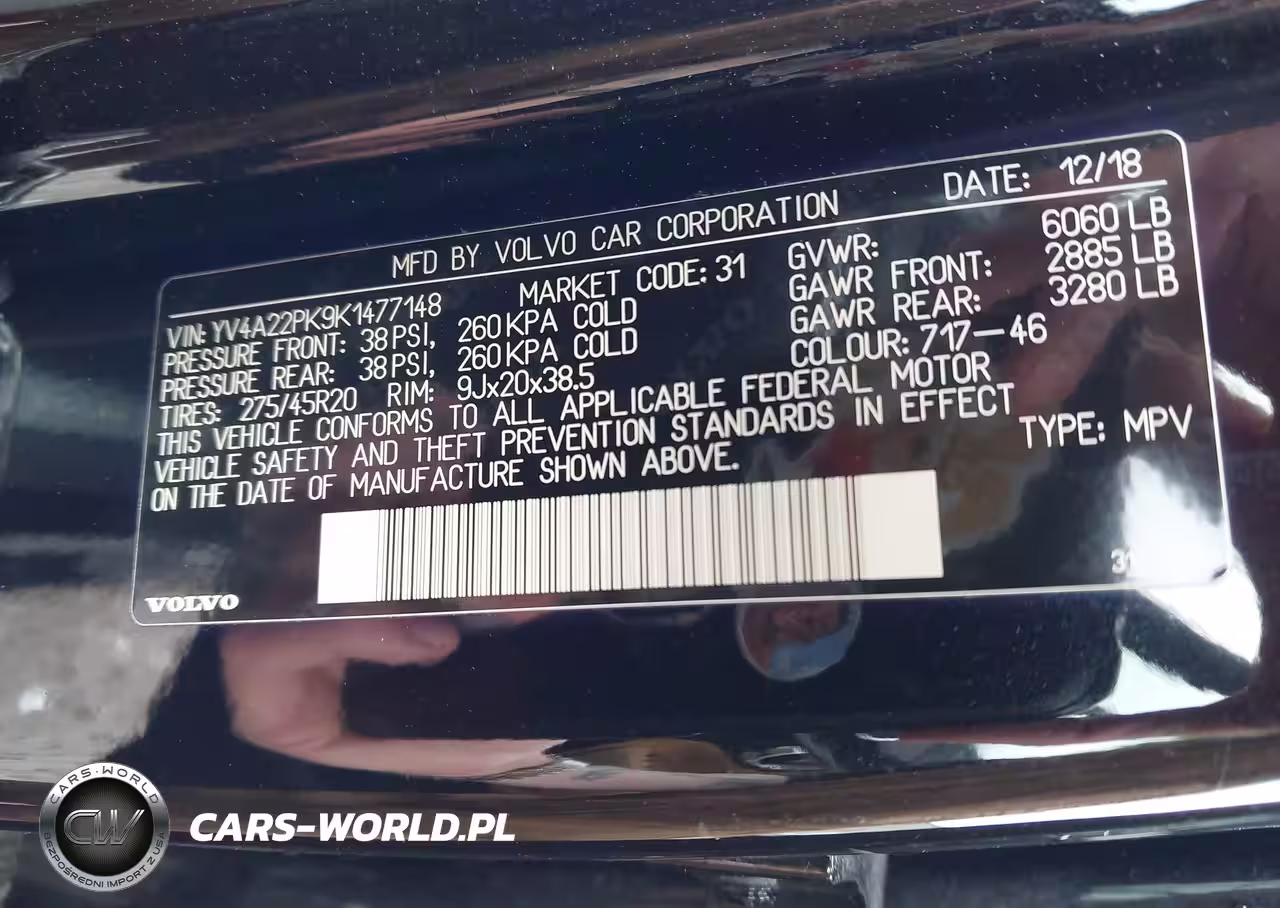 MFD BY VOLVO CAR CORPORATION DATE: 12/18
VIN: YV4A22PK9K1477148 MARKET CODE: 31 GVWR: 6060 LB
PRESSURE FRONT: 38 PSI, 260 KPA COLD GAWR FRONT: 2885 LB
PRESSURE REAR: 38 PSI, 260 KPA COLD GAWR REAR: 3280 LB
TIRES: 275/45R20 RIM: 9Jx20x38.5 COLOUR: 717-46
THIS VEHICLE CONFORMS TO ALL APPLICABLE FEDERAL MOTOR
VEHICLE SAFETY AND THEFT PREVENTION STANDARDS IN EFFECT
ON THE DATE OF MANUFACTURE SHOWN ABOVE. TYPE: MPV
VOLVO
CARS-WORLD
CW
BEZPOŚREDNI IMPORT Z USA
CARS-WORLD.PL